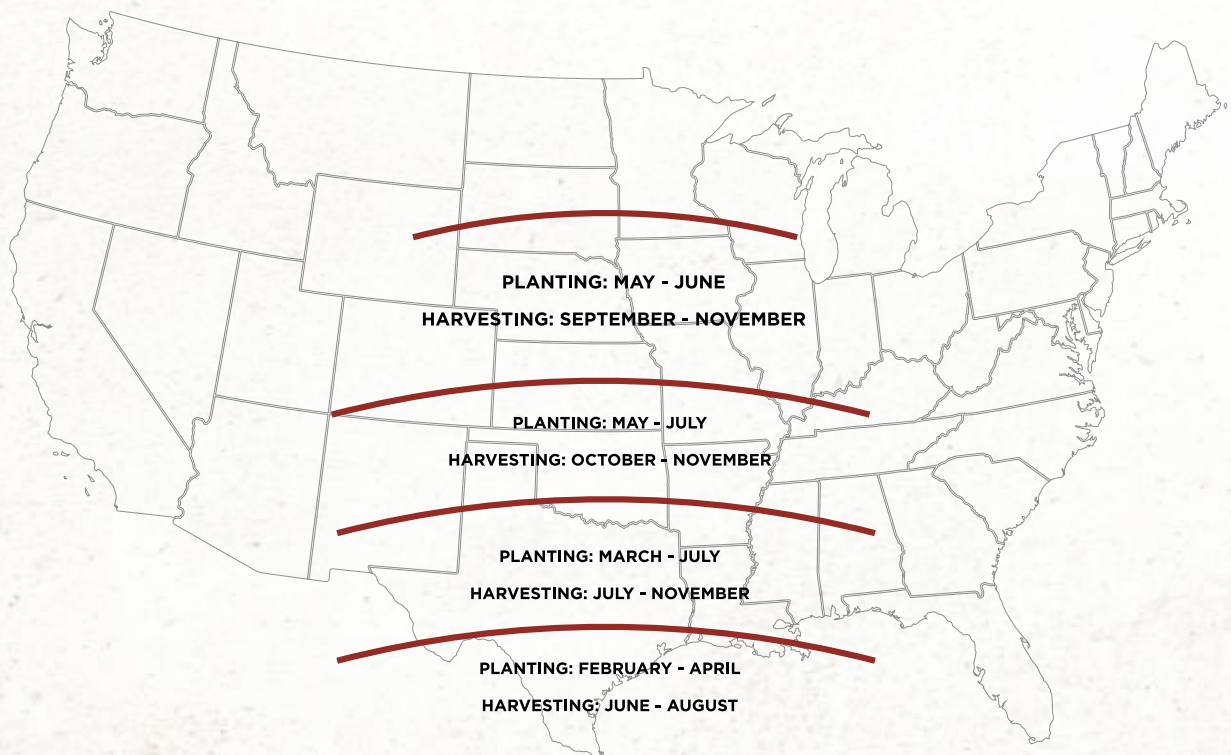 PLANTING: MAY - JUNE
HARVESTING: SEPTEMBER - NOVEMBER
PLANTING: MAY - JULY
HARVESTING: OCTOBER - NOVEMBER
PLANTING: MARCH - JULY
HARVESTING: JULY - NOVEMBER
PLANTING: FEBRUARY - APRIL
HARVESTING: JUNE - AUGUST